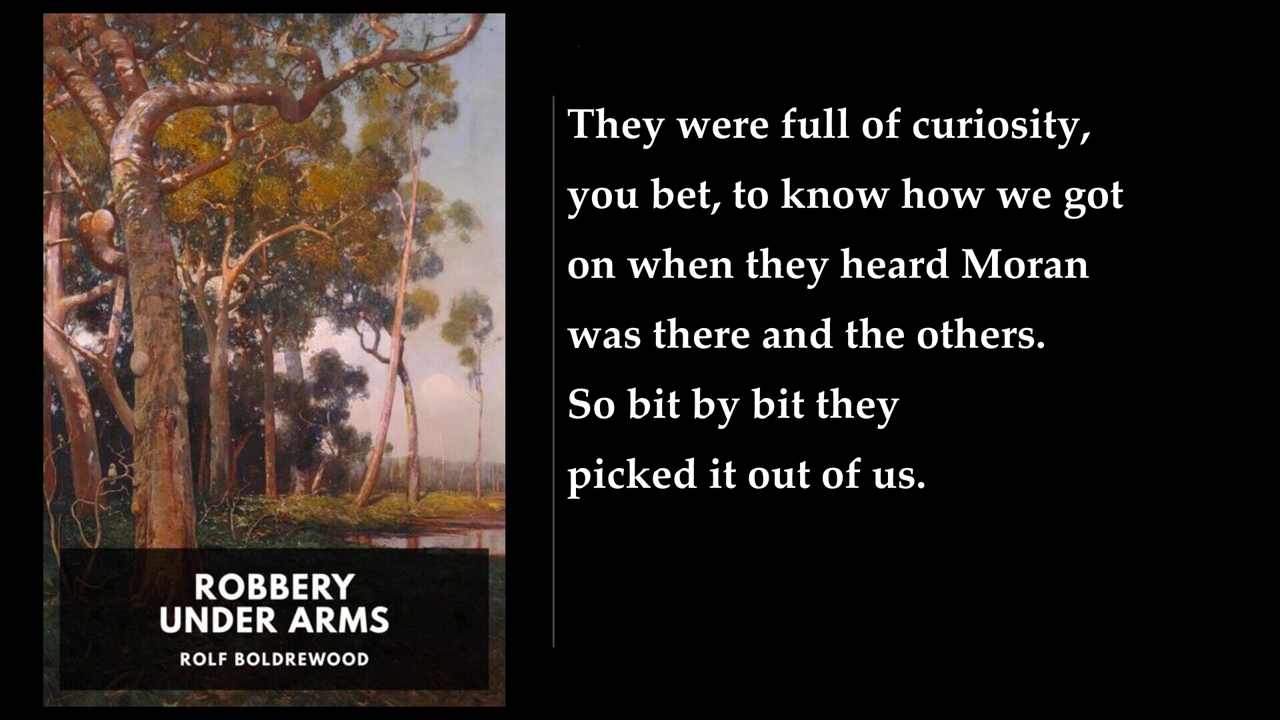 They were full of curiosity,
you bet, to know how we got
on when they heard Moran
was there and the others.
So bit by bit they
picked it out of us.
ROBBERY
UNDER ARMS
ROLF BOLDREWOOD